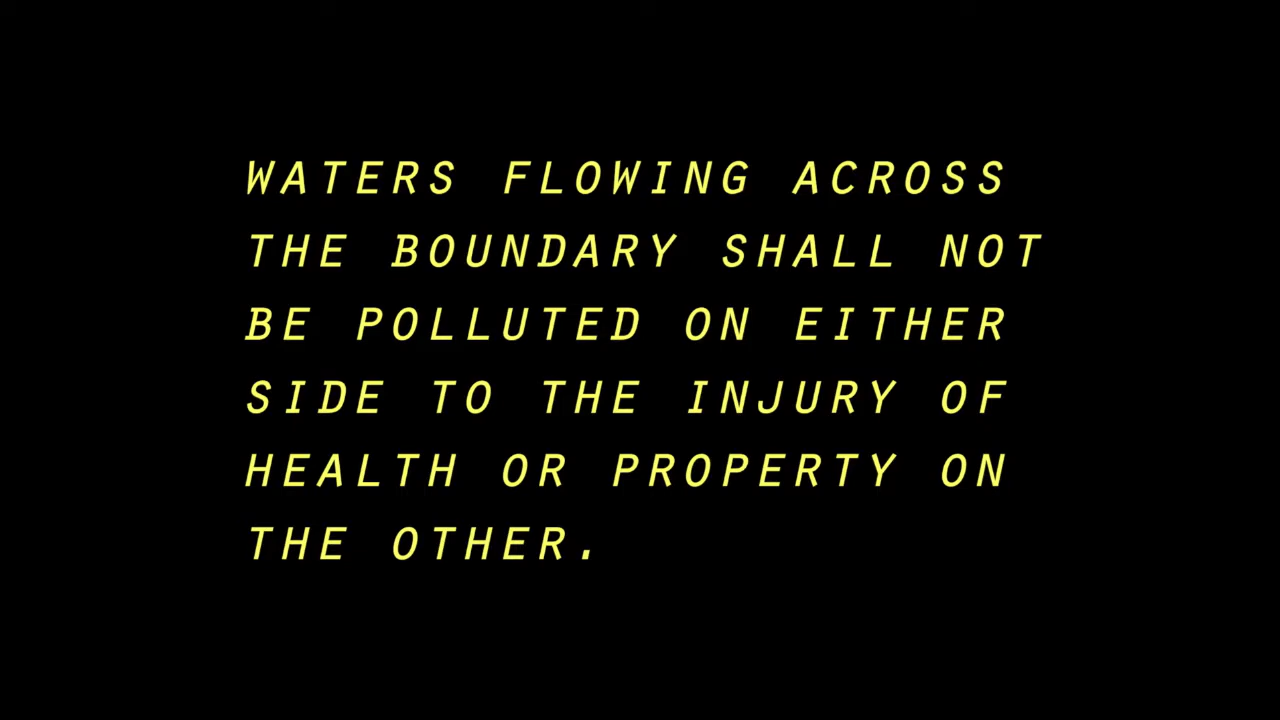 WATERS FLOWING ACROSS
THE BOUNDARY SHALL NOT
BE POLLUTED ON EITHER
SIDE TO THE INJURY OF
HEALTH OR PROPERTY ON
THE OTHER.